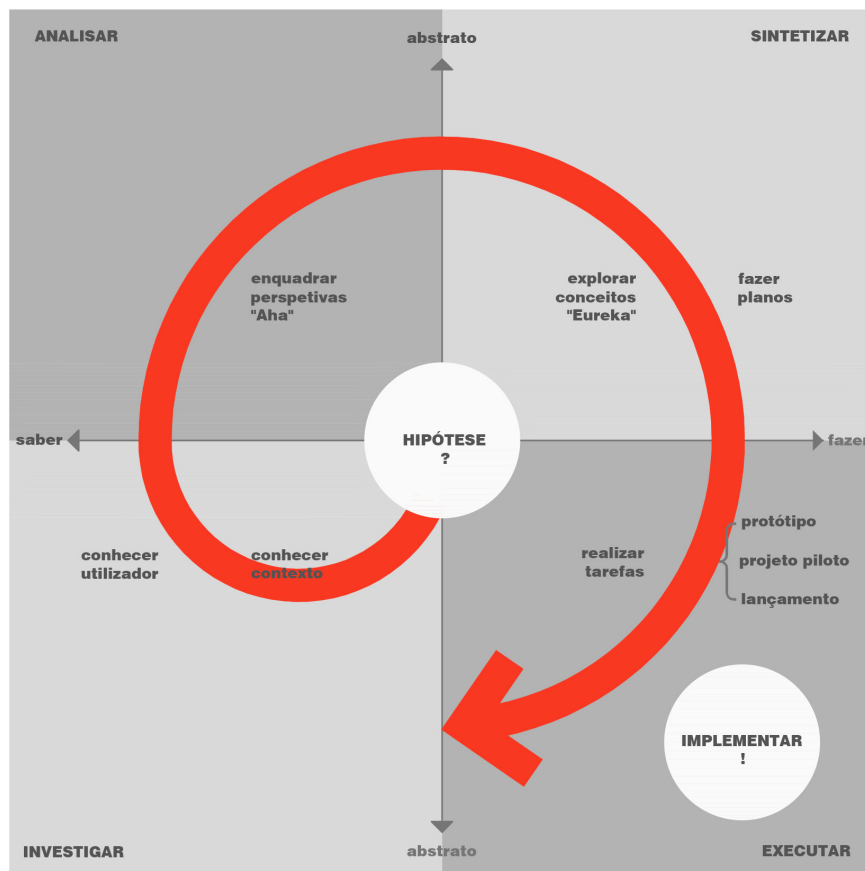 ANALISAR
abstrato
SINTETIZAR
enquadrar
perspetivas
"Aha"
explorar
conceitos
"Eureka"
fazer
planos
saber
HIPÓTESE
?
fazer
conhecer
utilizador
conhecer
contexto
realizar
tarefas
protótipo
projeto piloto
lançamento
IMPLEMENTAR
!
INVESTIGAR
abstrato
EXECUTAR